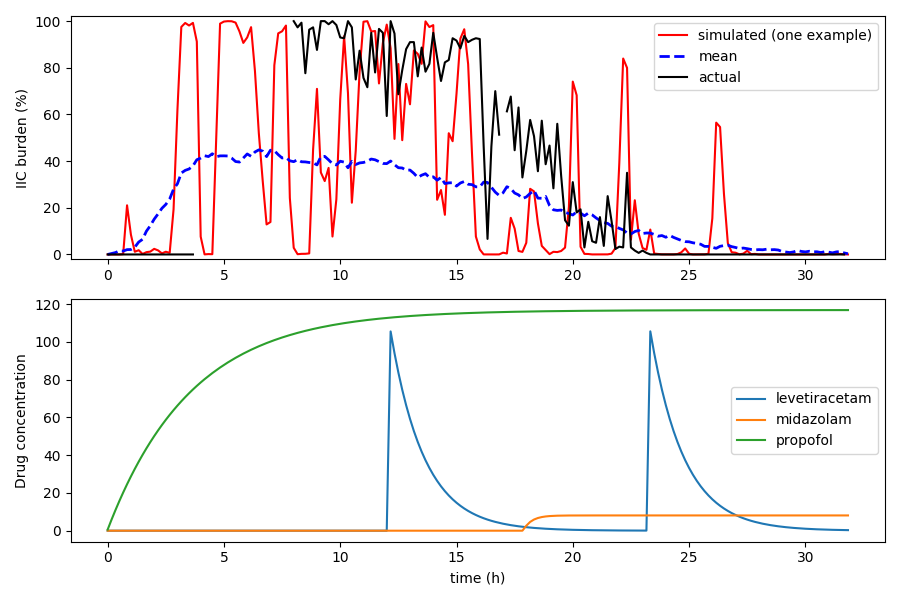 100
80
60
40
20
0
IIC burden (%)
simulated (one example)
mean
actual
0 5 10 15 20 25 30
120
100
80
60
40
20
0
Drug concentration
levetiracetam
midazolam
propofol
0 5 10 15 20 25 30
time (h)